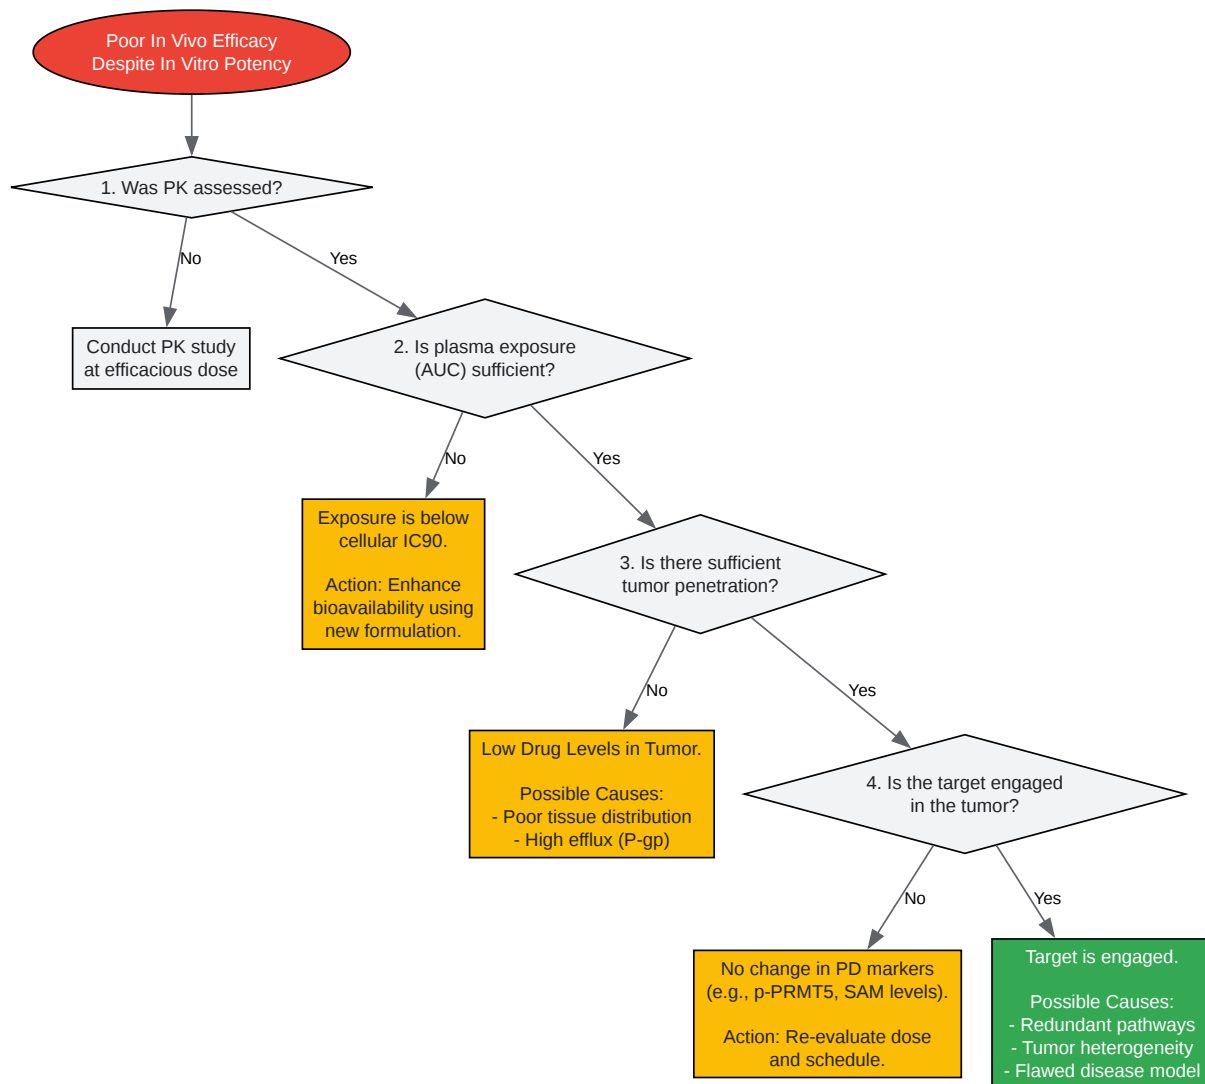 Poor In Vivo Efficacy
Despite In Vitro Potency
1. Was PK assessed?
No
Yes
Conduct PK study
at efficacious dose
2. Is plasma exposure
(AUC) sufficient?
No
Yes
Exposure is below
cellular IC90.
Action: Enhance
bioavailability using
new formulation.
3. Is there sufficient
tumor penetration?
No
Yes
Low Drug Levels in Tumor.
Possible Causes:
- Poor tissue distribution
- High efflux (P-gp)
4. Is the target engaged
in the tumor?
No
Yes
No change in PD markers
(e.g., p-PRMT5, SAM levels).
Action: Re-evaluate dose
and schedule.
Target is engaged.
Possible Causes:
- Redundant pathways
- Tumor heterogeneity
- Flawed disease model